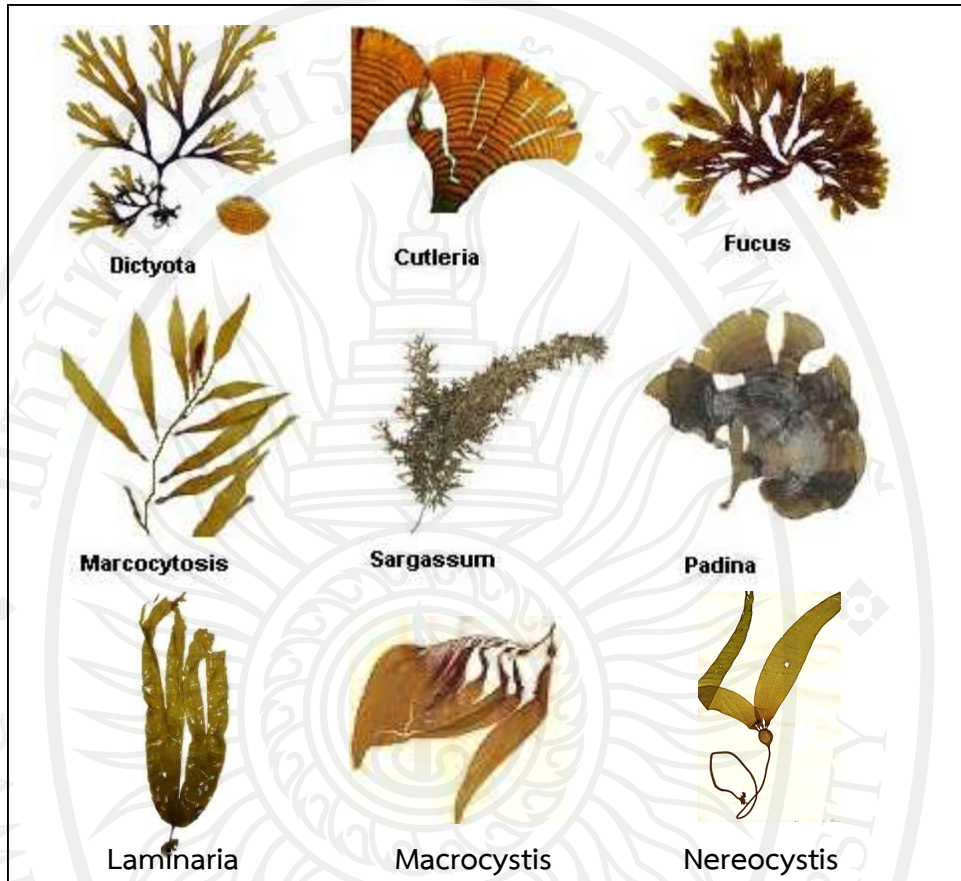 Dictyota
Cutleria
Fucus
Marcocytosis
Sargassum
Padina
Laminaria
Macrocystis
Nereocystis